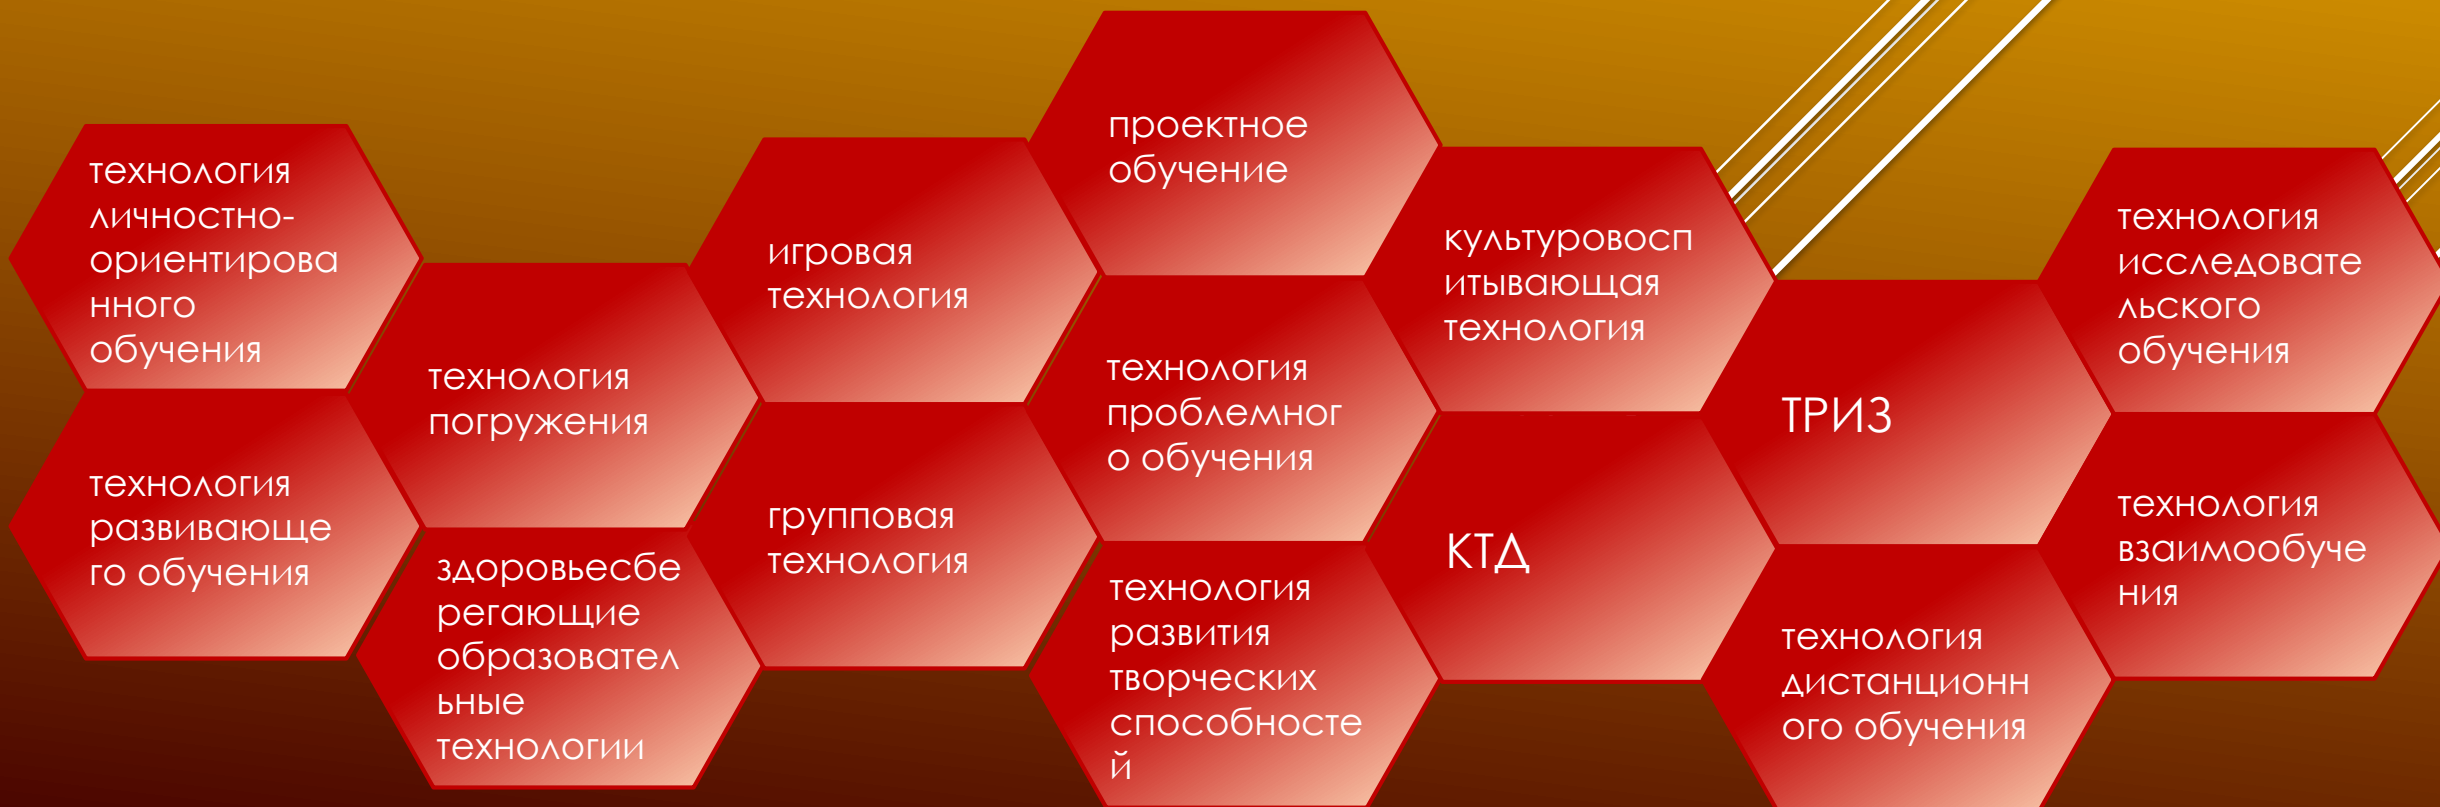 технология
личностно-
ориентирова
нного
обучения
технология
развивающе
го обучения
технология
погружения
здоровьесбе
регающие
образовател
ьные
технологии
игровая
технология
групповая
технология
проектное
обучение
технология
проблемног
о обучения
технология
развития
творческих
способносте
й
культуровосп
итывающая
технология
КТД
ТРИЗ
технология
дистанционн
ого обучения
технология
исследовате
льского
обучения
технология
взаимообуче
ния